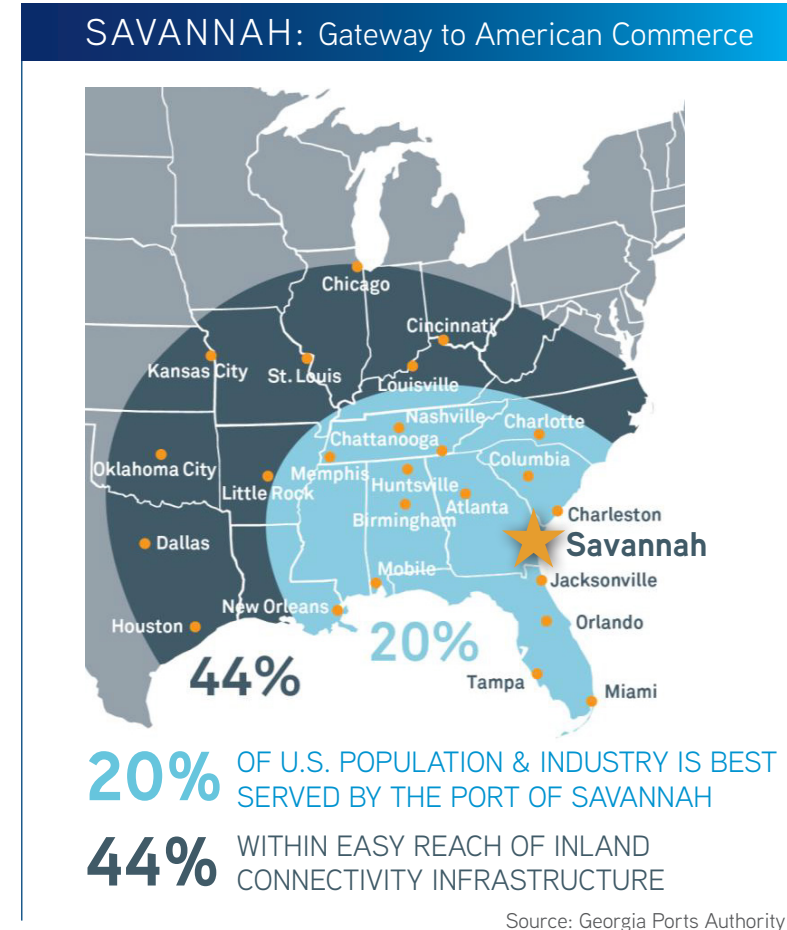 SAVANNAH: Gateway to American Commerce
Chicago
Cincinnati
Kansas City
St. Louis
Louisville
Nashville
Charlotte
Chattanooga
Columbia
Oklahoma City
Memphis
Huntsville
Little Rock
Atlanta
Birmingham
Charleston
Dallas
Savannah
Mobile
Jacksonville
New Orleans
Houston
Orlando
20%
44%
Tampa
Miami
20% OF U.S. POPULATION & INDUSTRY IS BEST
SERVED BY THE PORT OF SAVANNAH
44% WITHIN EASY REACH OF INLAND
CONNECTIVITY INFRASTRUCTURE
Source: Georgia Ports Authority